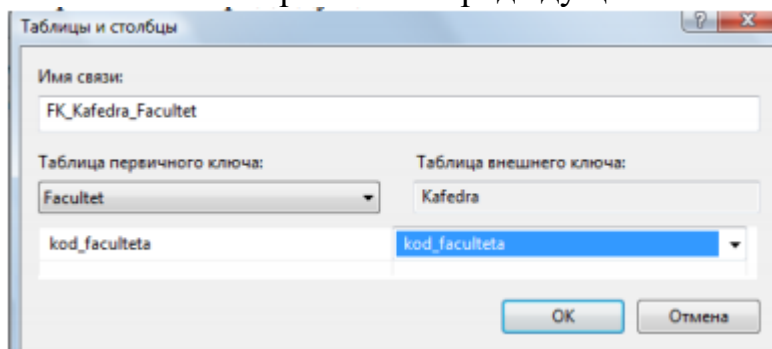 Таблицы и столбцы
Имя связи:
FK_Kafedra_Facultet
Таблица первичного ключа: Таблица внешнего ключа:
Facultet Kafedra
kod_faculteta kod_faculteta
OK Отмена